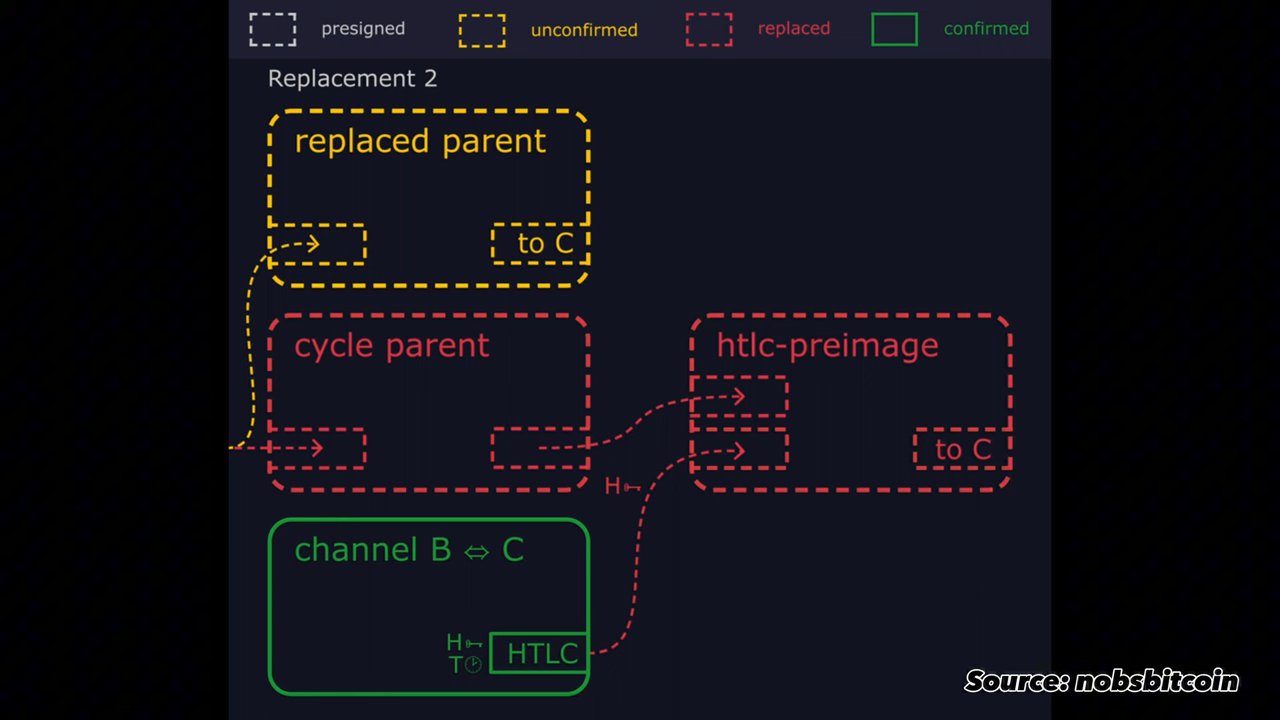 presigned unconfirmed replaced confirmed
Replacement 2
replaced parent
to C
cycle parent
htlc-preimage
to C
H
channel B ⇔ C
H
T
HTLC
Source: nobsbitcoin